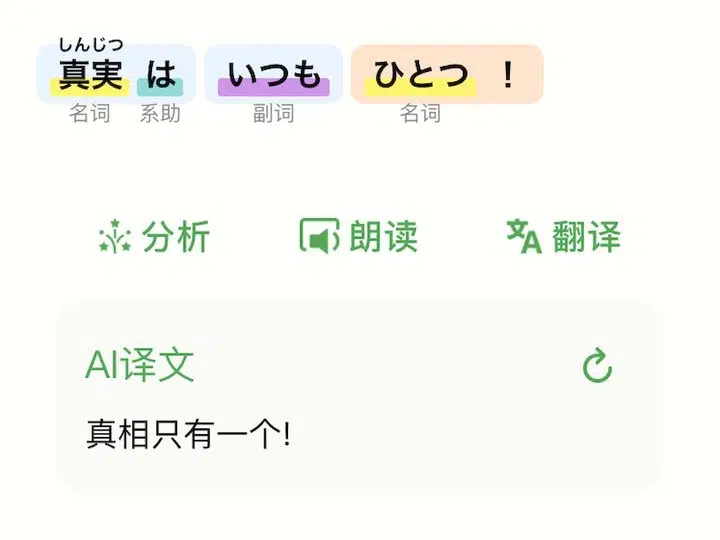 しんじつ
真実 は いつも ひとつ ！
名词 系助 副词 名词
分析 朗读 翻译
AI译文
真相只有一个!